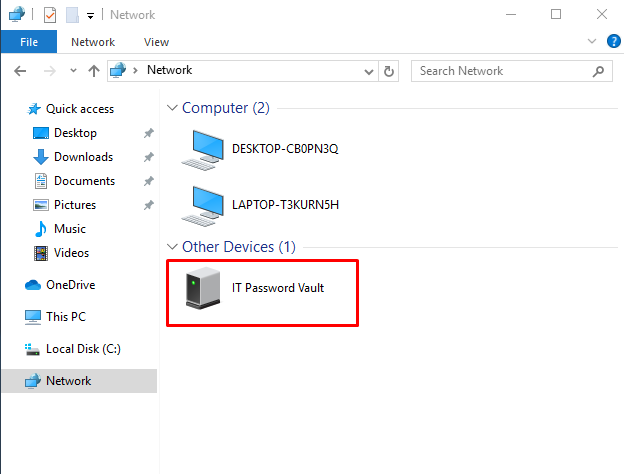 Network
File
Network
View
Network
Search Network
Quick access
Desktop
Downloads
Documents
Pictures
Music
Videos
OneDrive
This PC
Local Disk (C:)
Network
Computer (2)
DESKTOP-CB0PN3Q
LAPTOP-T3KURN5H
Other Devices (1)
IT Password Vault